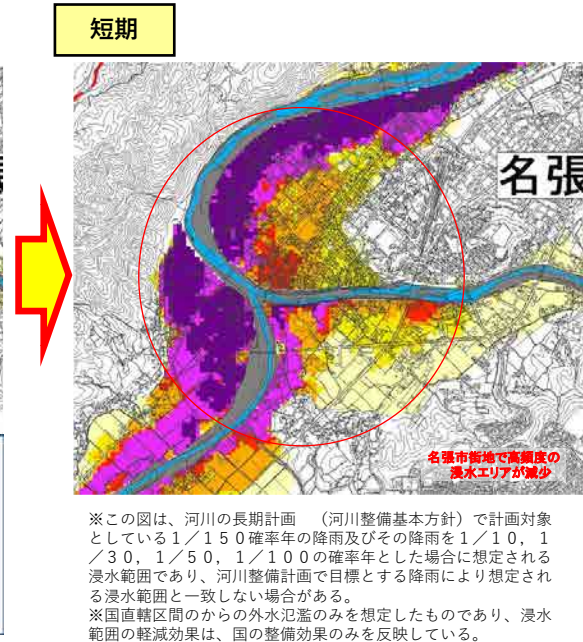 短期
名張
名張市街地で高頻度の
浸水エリアが減少
※この図は、河川の長期計画　（河川整備基本方針）で計画対象
としている１／１５０確率年の降雨及びその降雨を１／１０，１
／３０，１／５０，１／１００の確率年とした場合に想定される
浸水範囲であり、河川整備計画で目標とする降雨により想定され
る浸水範囲と一致しない場合がある。
※国直轄区間のからの外水氾濫のみを想定したものであり、浸水
範囲の軽減効果は、国の整備効果のみを反映している。